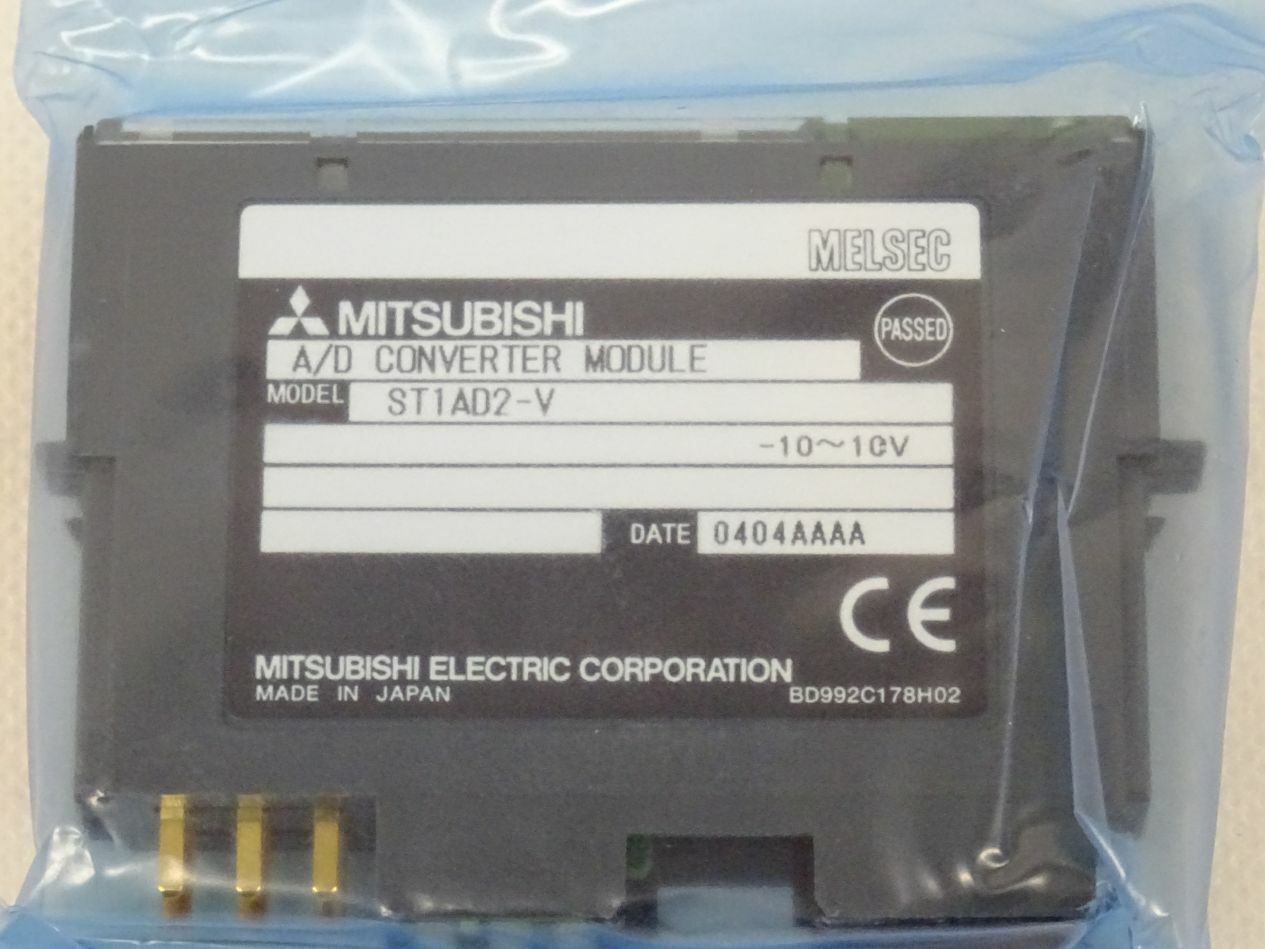 MELSEC
MITSUBISHI
PASSED
A/D CONVERTER MODULE
MODEL ST1AD2-V
-10～10V
DATE 0404AAAA
CE
MITSUBISHI ELECTRIC CORPORATION
MADE IN JAPAN BD992C178H02